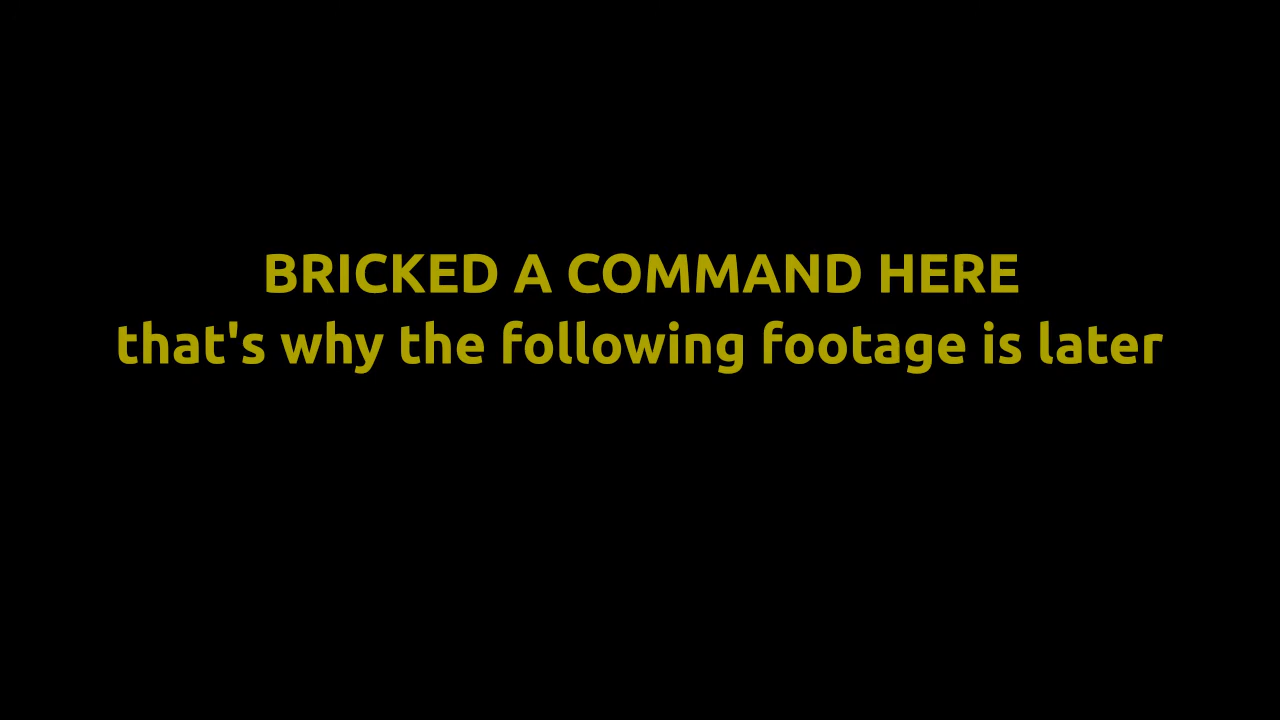 BRICKED A COMMAND HERE
that's why the following footage is later